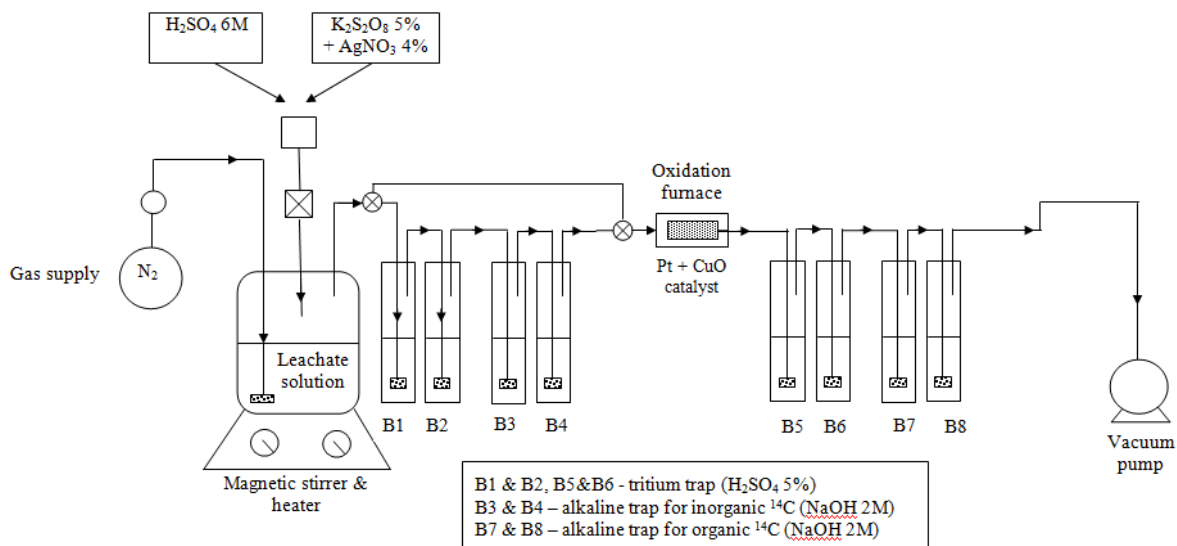 H₂SO₄ 6M
K₂S₂O₈ 5%
+ AgNO₃ 4%
Oxidation
furnace
Gas supply
N₂
Pt + CuO
catalyst
Leachate
solution
B1
B2
B3
B4
B5
B6
B7
B8
Magnetic stirrer &
heater
Vacuum
pump
B1 & B2, B5&B6 - tritium trap (H₂SO₄ 5%)
B3 & B4 – alkaline trap for inorganic ¹⁴C (NaOH 2M)
B7 & B8 – alkaline trap for organic ¹⁴C (NaOH 2M)